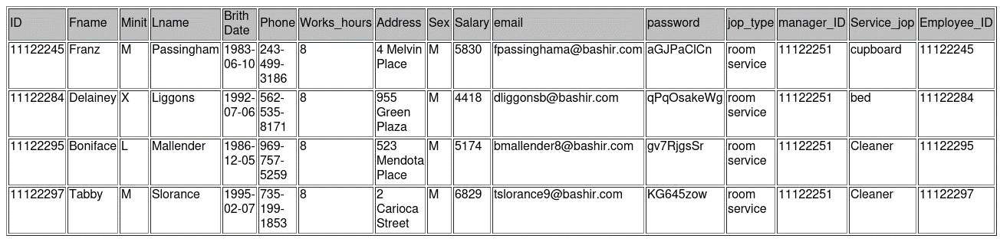 ID Fname Minit Lname Brith Date Phone Works_hours Address Sex Salary email password jop_type manager_ID Service_jop Employee_ID
11122245 Franz M Passingham 1983-06-10 243-499-3186 8 4 Melvin Place M 5830 fpassinghama@bashir.com aGJPaClCn room service 11122251 cupboard 11122245
11122284 Delainey X Liggons 1992-07-06 562-535-8171 8 955 Green Plaza M 4418 dliggonsb@bashir.com qPqOsakeWg room service 11122251 bed 11122284
11122295 Boniface L Mallender 1986-12-05 969-757-5259 8 523 Mendota Place M 5174 bmallender8@bashir.com gv7RjgsSr room service 11122251 Cleaner 11122295
11122297 Tabby M Slorance 1995-02-07 735-199-1853 8 2 Carioca Street M 6829 tslorance9@bashir.com KG645zow room service 11122251 Cleaner 11122297